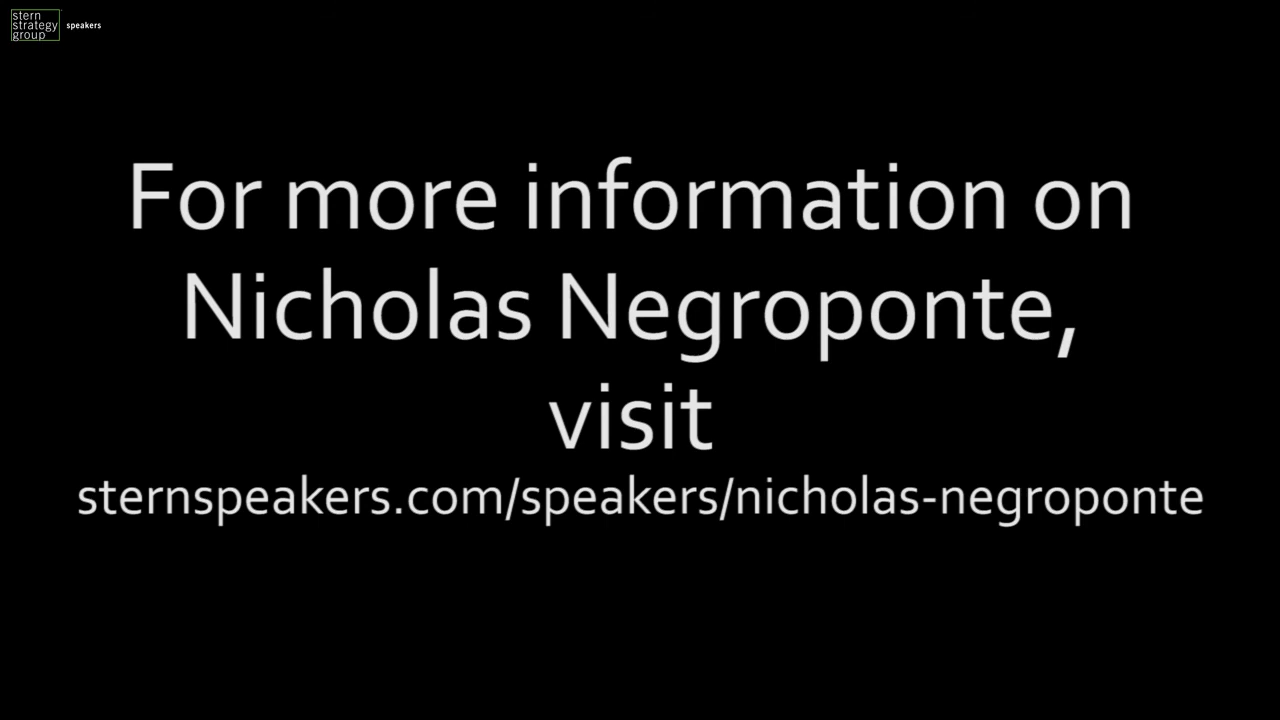 stern
strategy
group
speakers
For more information on
Nicholas Negroponte,
visit
sternspeakers.com/speakers/nicholas-negroponte